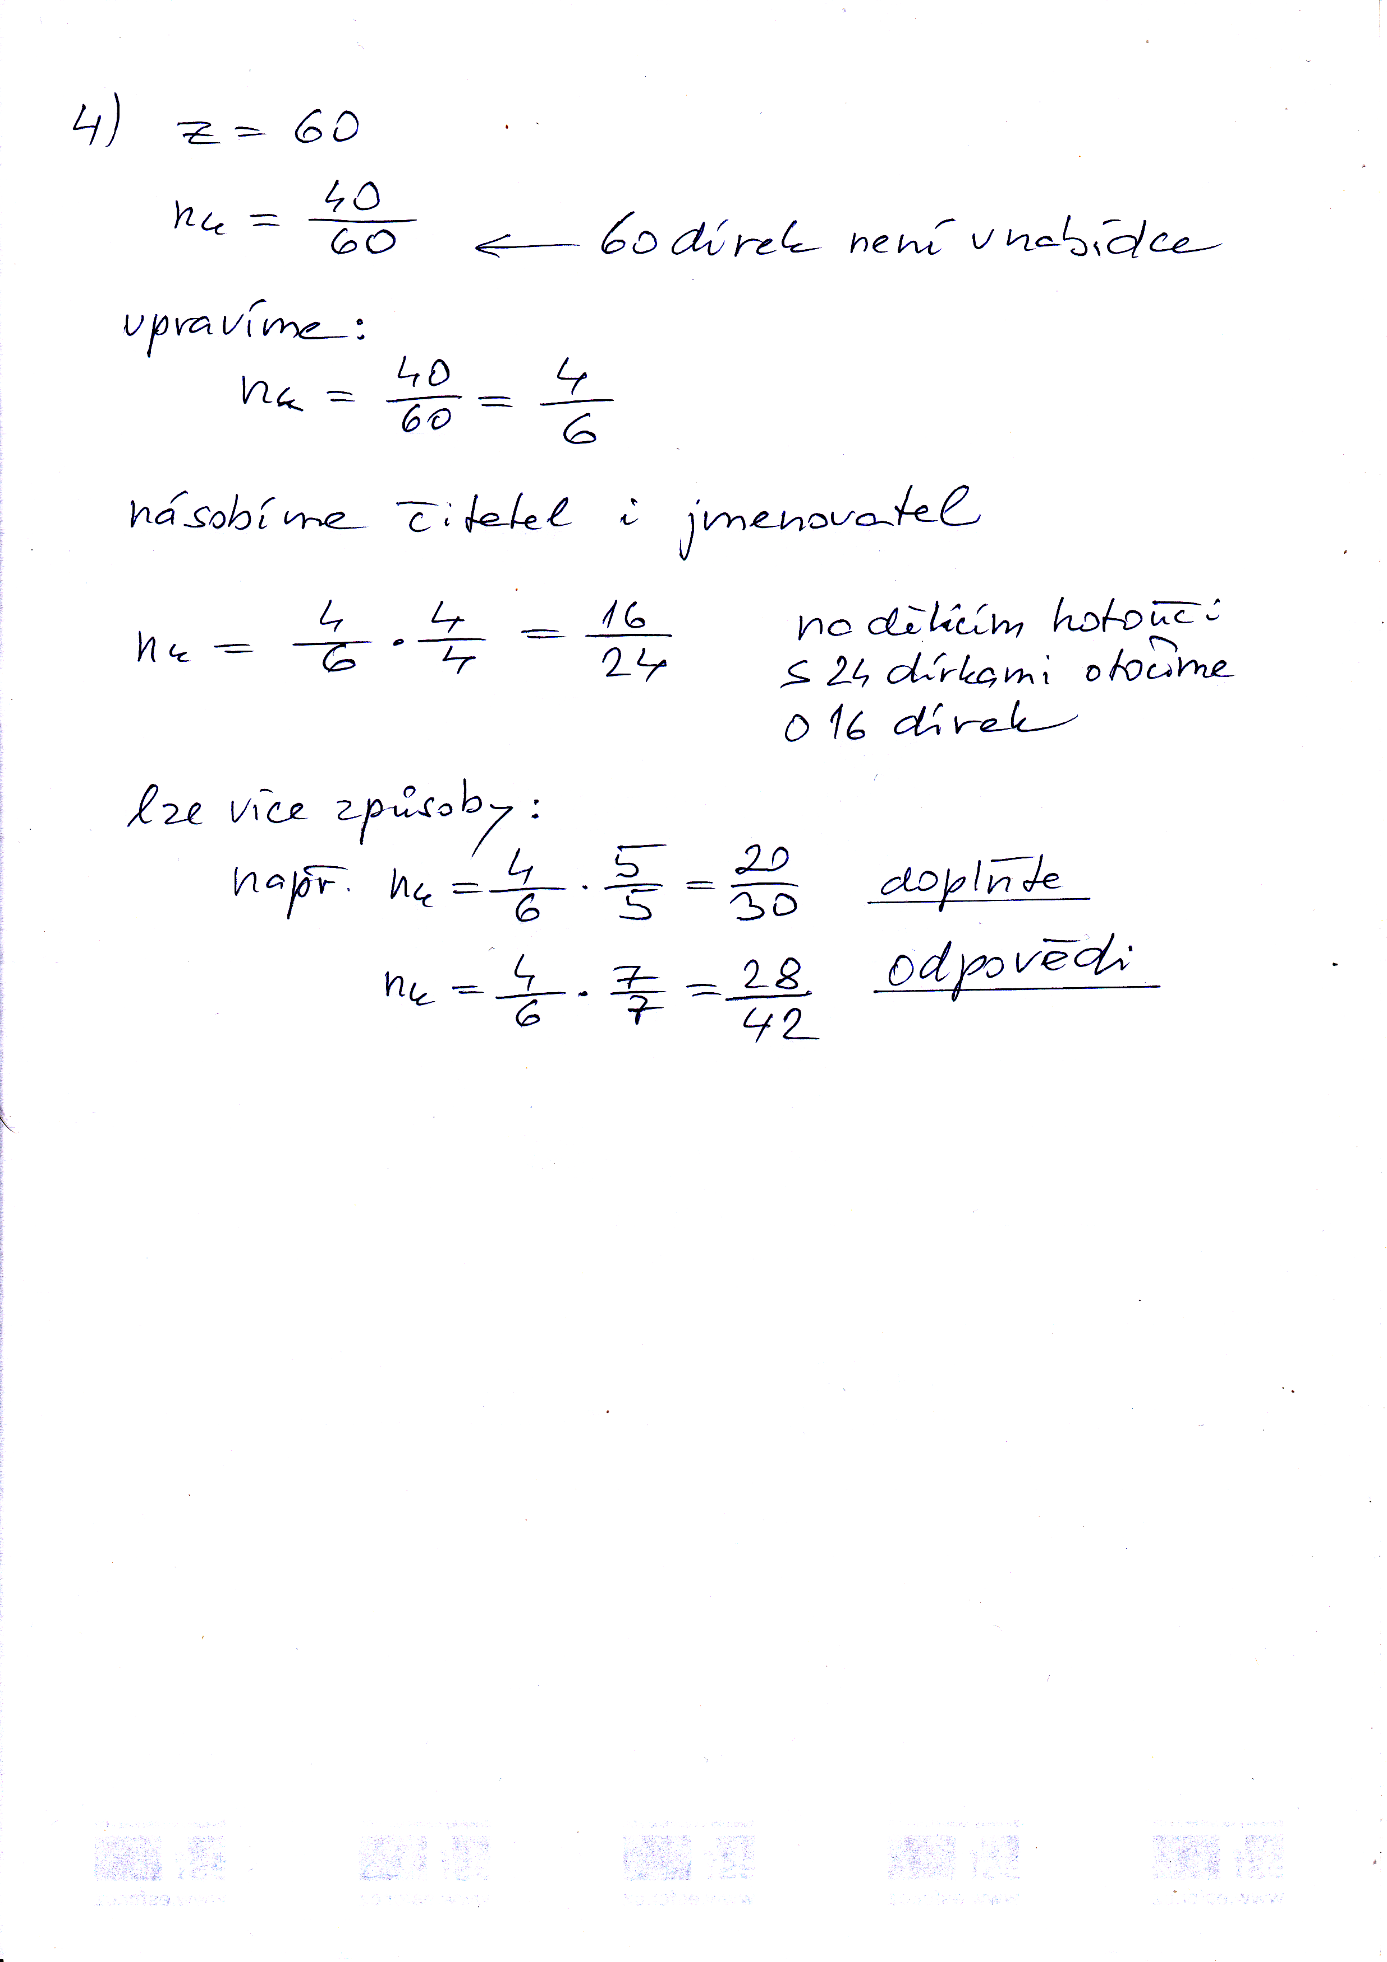 4) z = 60
nk = 40/60 ← 60 dírek není v nabídce
upravíme:
nk = 40/60 = 4/6
násobíme čitetel i jmenovatel
nk = 4/6 · 4/4 = 16/24
na dělícím kotouči
s 24 dírkami otočíme
o 16 dírek
lze více způsoby:
např. nk = 4/6 · 5/5 = 20/30 doplňte
nk = 4/6 · 7/7 = 28/42 odpovědi